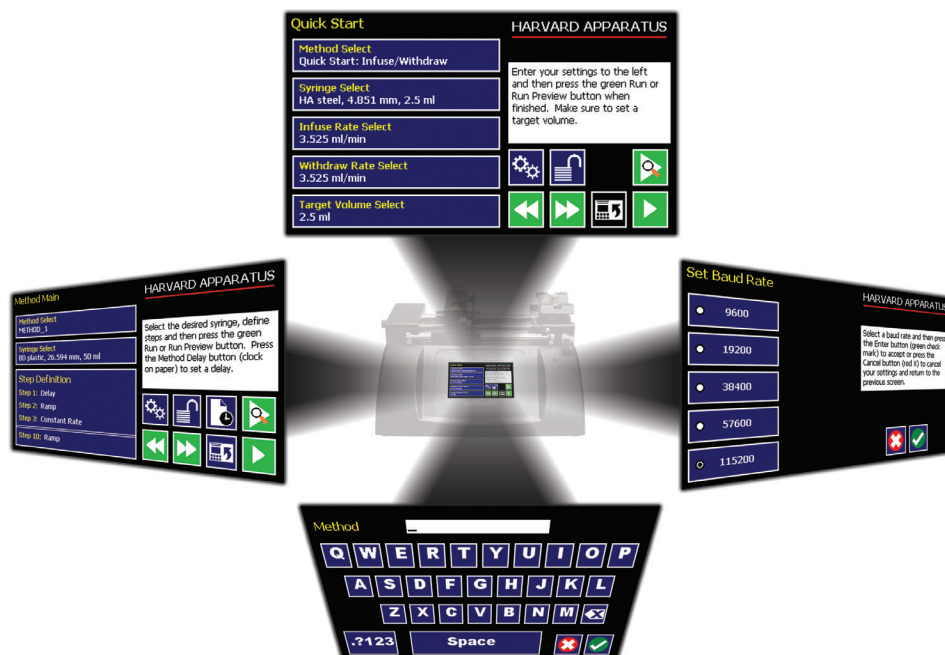 Quick Start
HARVARD APPARATUS
Method Select
Quick Start: Infuse/Withdraw
Syringe Select
HA steel, 4.851 mm, 2.5 ml
Infuse Rate Select
3.525 ml/min
Withdraw Rate Select
3.525 ml/min
Target Volume Select
2.5 ml
Enter your settings to the left
and then press the green Run or
Run Preview button when
finished. Make sure to set a
target volume.
Method Main
HARVARD APPARATUS
Method Select
METHOD_1
Syringe Select
BD plastic, 26.594 mm, 50 ml
Step Definition
Step 1: Delay
Step 2: Ramp
Step 3: Constant Rate
Step 10: Ramp
Select the desired syringe, define
steps and then press the green
Run or Run Preview button. Press
the Method Delay button (clock
on paper) to set a delay.
Set Baud Rate
HARVARD APPARATUS
9600
19200
38400
57600
115200
Select a baud rate and then press
the Enter button (green check
mark) to accept or press the
Cancel button (red X) to cancel
your settings and return to the
previous screen.
Method
_
Q W E R T Y U I O P
A S D F G H J K L
Z X C V B N M
.?123 Space